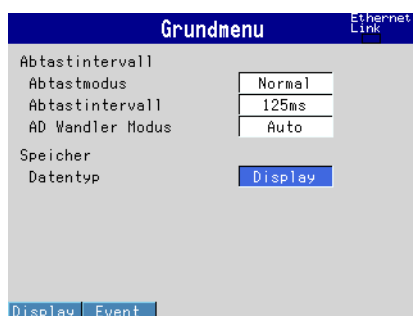 Grundmenu
Ethernet
Link
Abtastintervall
Abtastmodus Normal
Abtastintervall 125ms
AD Wandler Modus Auto
Speicher
Datentyp Display
Display Event